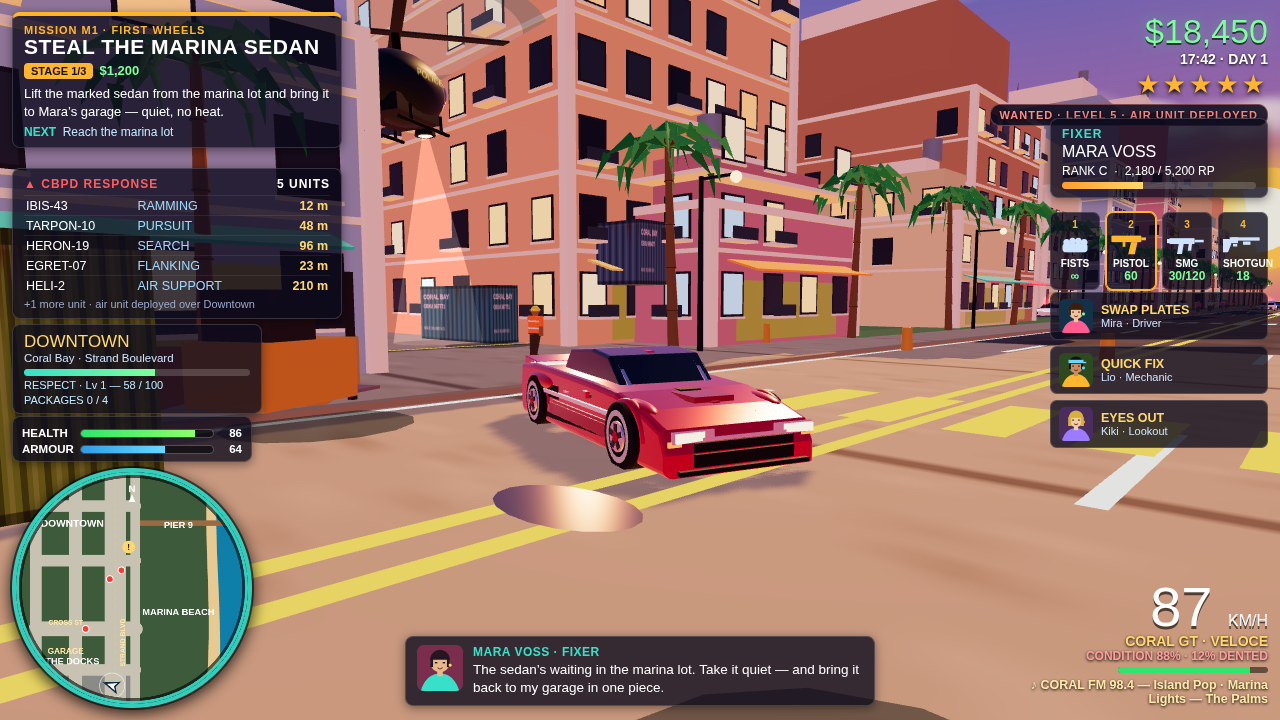 MISSION M1 · FIRST WHEELS
STEAL THE MARINA SEDAN
STAGE 1/3 $1,200
Lift the marked sedan from the marina lot and bring it
to Mara's garage — quiet, no heat.
NEXT Reach the marina lot
▲ CBPD RESPONSE 5 UNITS
IBIS-43 RAMMING 12 m
TARPON-10 PURSUIT 48 m
HERON-19 SEARCH 96 m
EGRET-07 FLANKING 23 m
HELI-2 AIR SUPPORT 210 m
+1 more unit · air unit deployed over Downtown
DOWNTOWN
Coral Bay · Strand Boulevard
RESPECT · Lv 1 — 58 / 100
PACKAGES 0 / 4
HEALTH 86
ARMOUR 64
N
DOWNTOWN
PIER 9
!
MARINA BEACH
CROSS ST
STRAND BLVD
GARAGE
THE DOCKS
CORAL BAY
CORAL BAY
$18,450
17:42 · DAY 1
★ ★ ★ ★ ★
WANTED · LEVEL 5 · AIR UNIT DEPLOYED
FIXER
MARA VOSS
RANK C · 2,180 / 5,200 RP
1 2 3 4
FISTS PISTOL SMG SHOTGUN
∞ 60 30/120 18
SWAP PLATES
Mira · Driver
QUICK FIX
Lio · Mechanic
EYES OUT
Kiki · Lookout
MARA VOSS · FIXER
The sedan's waiting in the marina lot. Take it quiet — and bring it
back to my garage in one piece.
87 KM/H
CORAL GT · VELOCE
CONDITION 88% · 12% DENTED
♪ CORAL FM 98.4 — Island Pop · Marina
Lights — The Palms